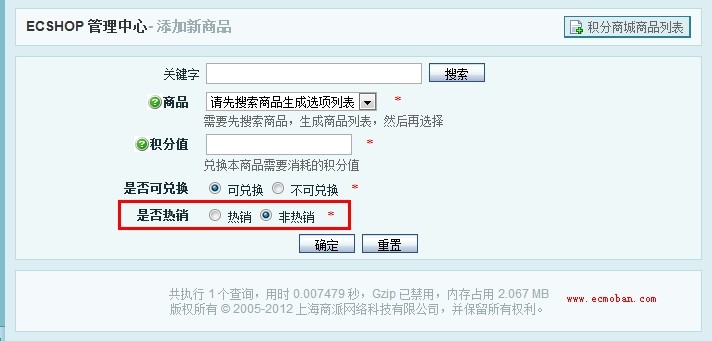 ECSHOP 管理中心 - 添加新商品 积分商城商品列表
关键字 搜索
商品 请先搜索商品生成选项列表 *
需要先搜索商品，生成商品列表，然后再选择
积分值 *
兑换本商品需要消耗的积分值
是否可兑换 可兑换 不可兑换 *
是否热销 热销 非热销 *
确定 重置
共执行 1 个查询，用时 0.007479 秒，Gzip 已禁用，内存占用 2.067 MB
www.ecmoban.com
版权所有 © 2005-2012 上海商派网络科技有限公司，并保留所有权利。